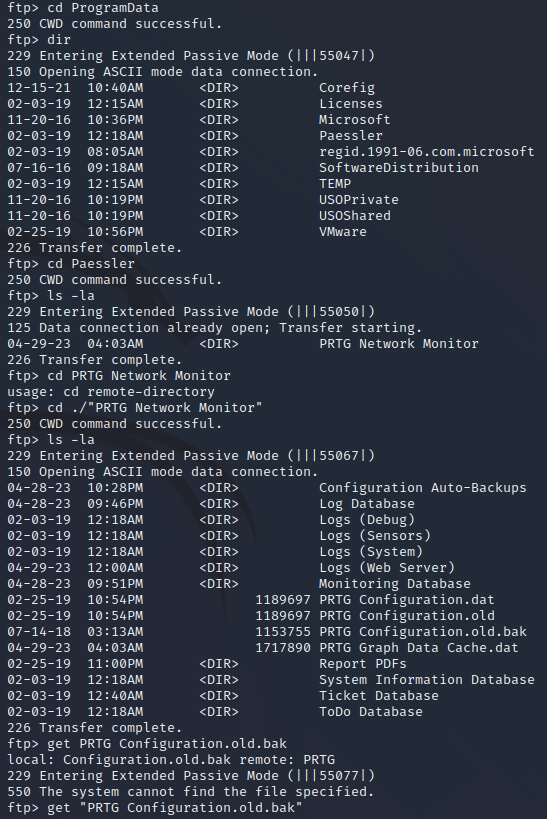 ftp> cd ProgramData
250 CWD command successful.
ftp> dir
229 Entering Extended Passive Mode (|||55047|)
150 Opening ASCII mode data connection.
12-15-21  10:40AM       <DIR>          Corefig
02-03-19  12:15AM       <DIR>          Licenses
11-20-16  10:36PM       <DIR>          Microsoft
02-03-19  12:18AM       <DIR>          Paessler
02-03-19  08:05AM       <DIR>          regid.1991-06.com.microsoft
07-16-16  09:18AM       <DIR>          SoftwareDistribution
02-03-19  12:15AM       <DIR>          TEMP
11-20-16  10:19PM       <DIR>          USOPrivate
11-20-16  10:19PM       <DIR>          USOShared
02-25-19  10:56PM       <DIR>          VMware
226 Transfer complete.
ftp> cd Paessler
250 CWD command successful.
ftp> ls -la
229 Entering Extended Passive Mode (|||55050|)
125 Data connection already open; Transfer starting.
04-29-23  04:03AM       <DIR>          PRTG Network Monitor
226 Transfer complete.
ftp> cd PRTG Network Monitor
usage: cd remote-directory
ftp> cd ./"PRTG Network Monitor"
250 CWD command successful.
ftp> ls -la
229 Entering Extended Passive Mode (|||55067|)
150 Opening ASCII mode data connection.
04-28-23  10:28PM       <DIR>          Configuration Auto-Backups
04-28-23  09:46PM       <DIR>          Log Database
02-03-19  12:18AM       <DIR>          Logs (Debug)
02-03-19  12:18AM       <DIR>          Logs (Sensors)
02-03-19  12:18AM       <DIR>          Logs (System)
04-29-23  12:00AM       <DIR>          Logs (Web Server)
04-28-23  09:51PM       <DIR>          Monitoring Database
02-25-19  10:54PM              1189697 PRTG Configuration.dat
02-25-19  10:54PM              1189697 PRTG Configuration.old
07-14-18  03:13AM              1153755 PRTG Configuration.old.bak
04-29-23  04:03AM              1717890 PRTG Graph Data Cache.dat
02-25-19  11:00PM       <DIR>          Report PDFs
02-03-19  12:18AM       <DIR>          System Information Database
02-03-19  12:40AM       <DIR>          Ticket Database
02-03-19  12:18AM       <DIR>          ToDo Database
226 Transfer complete.
ftp> get PRTG Configuration.old.bak
local: Configuration.old.bak remote: PRTG
229 Entering Extended Passive Mode (|||55077|)
550 The system cannot find the file specified.
ftp> get "PRTG Configuration.old.bak"